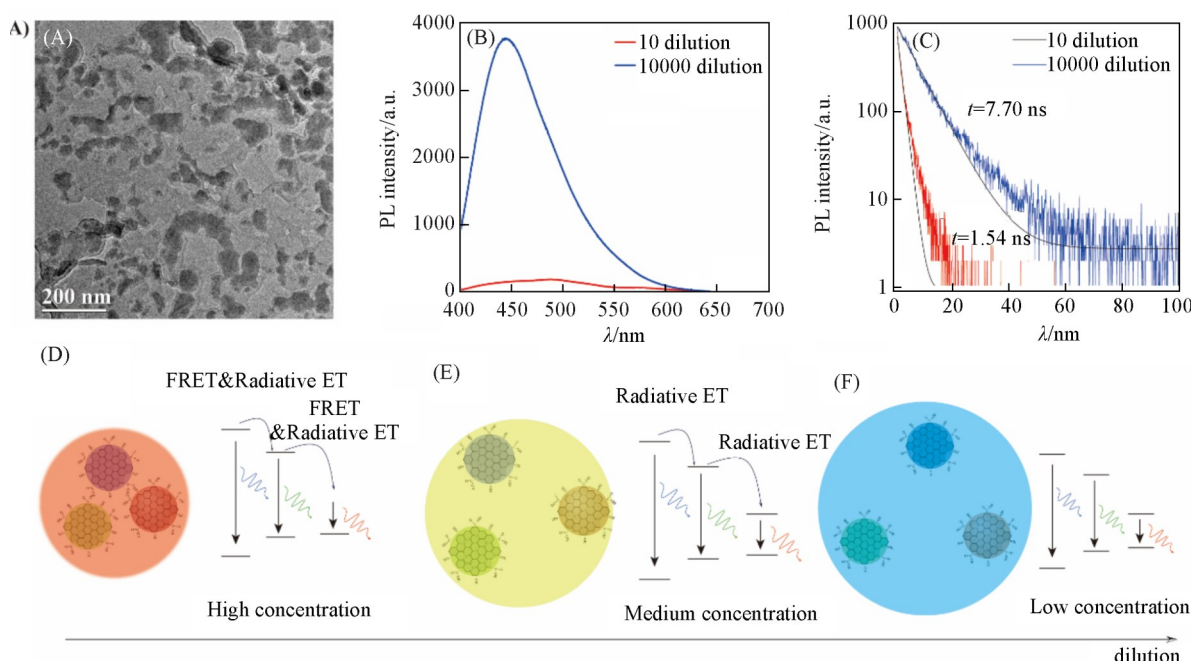 A)
(A)
200 nm
(B)
10 dilution
10000 dilution
PL intensity/a.u.
4000
3000
2000
1000
0
400 450 500 550 600 650 700
λ/nm
(C)
10 dilution
10000 dilution
t=7.70 ns
t=1.54 ns
PL intensity/a.u.
1000
100
10
1
0 20 40 60 80 100
λ/nm
(D)
FRET&Radiative ET
FRET
&Radiative ET
High concentration
(E)
Radiative ET
Radiative ET
Medium concentration
(F)
Low concentration
dilution